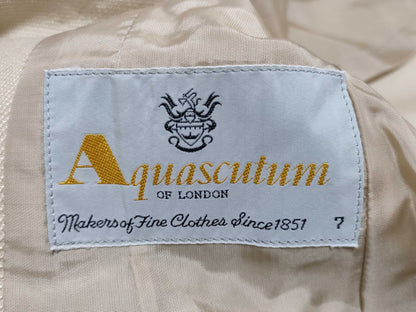 Aquascutum
OF LONDON
Makers of Fine Clothes Since 1851 7